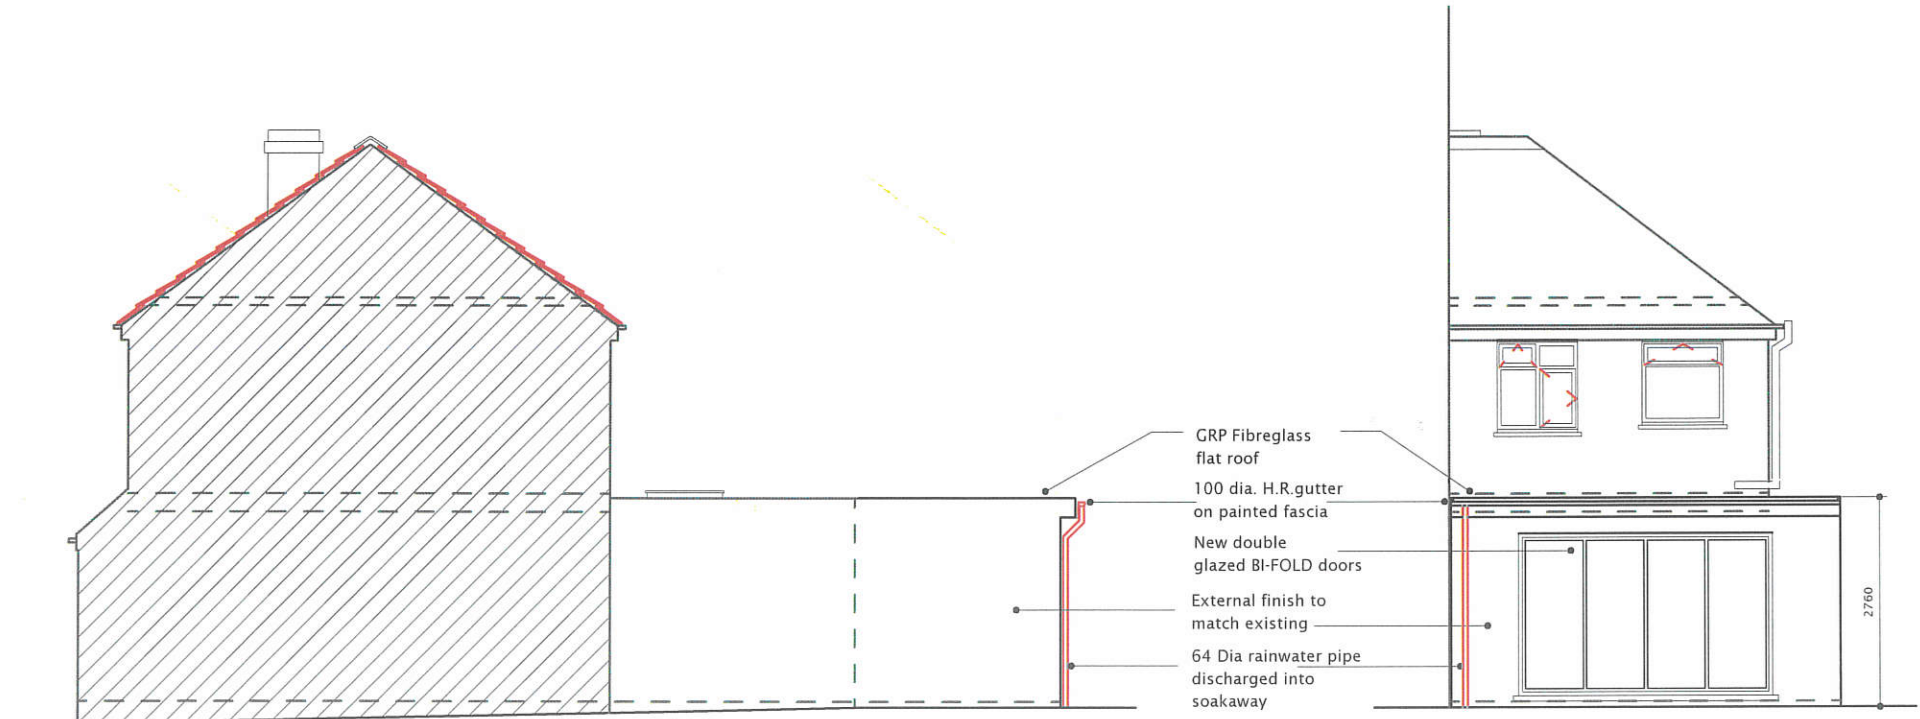 GRP Fibreglass
flat roof
100 dia. H.R.gutter
on painted fascia
New double
glazed BI-FOLD doors
External finish to
match existing
64 Dia rainwater pipe
discharged into
soakaway
2760